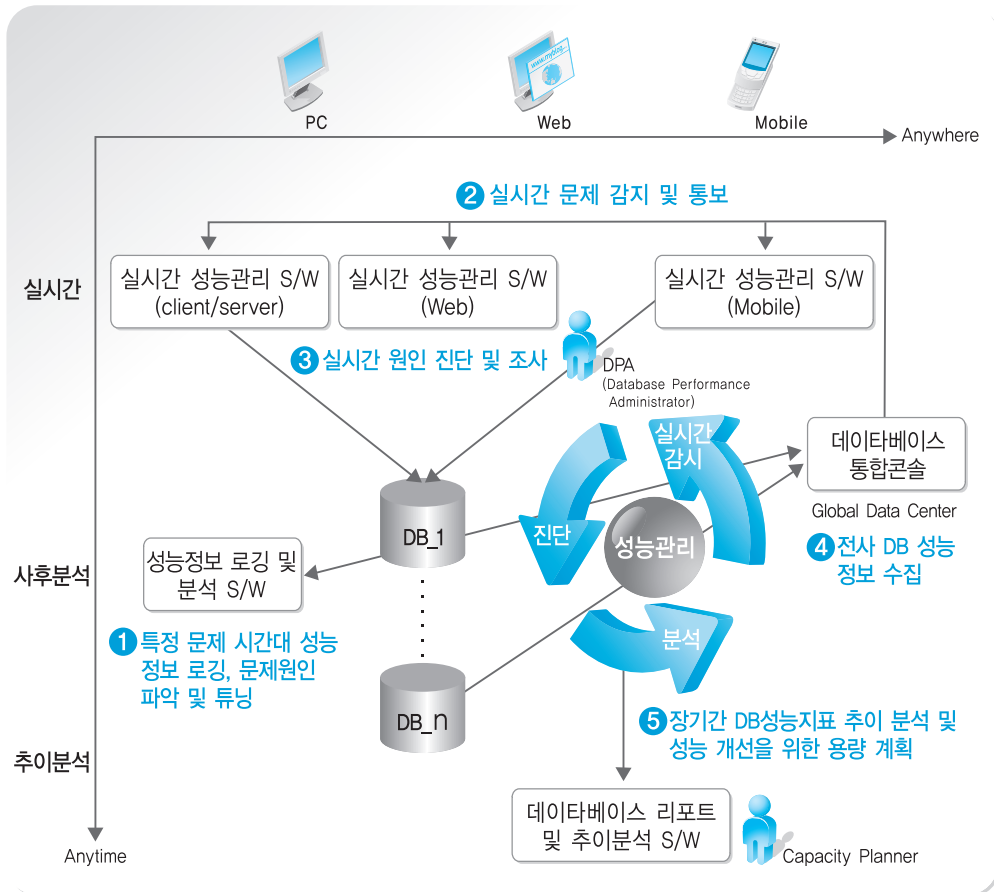 www.myblog...
PC
Web
Mobile
Anywhere
2 실시간 문제 감지 및 통보
실시간
실시간 성능관리 S/W
(client/server)
실시간 성능관리 S/W
(Web)
실시간 성능관리 S/W
(Mobile)
3 실시간 원인 진단 및 조사
DPA
(Database Performance
Administrator)
실시간
감시
데이타베이스
통합콘솔
Global Data Center
DB_1
진단
성능관리
4 전사 DB 성능
정보 수집
사후분석
성능정보 로깅 및
분석 S/W
1 특정 문제 시간대 성능
정보 로깅, 문제원인
파악 및 튜닝
분석
DB_n
5 장기간 DB성능지표 추이 분석 및
성능 개선을 위한 용량 계획
추이분석
데이타베이스 리포트
및 추이분석 S/W
Capacity Planner
Anytime